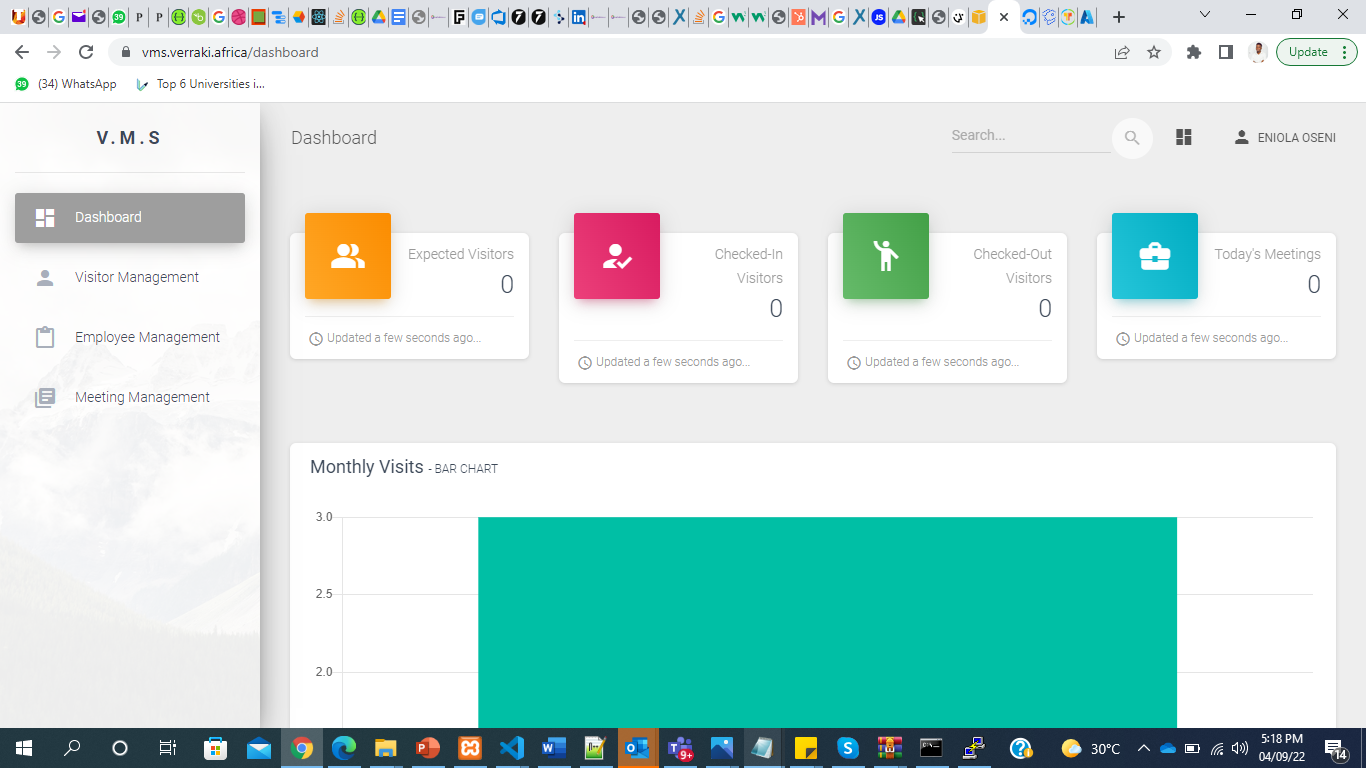 vms.verraki.africa/dashboard
Update
39
(34) WhatsApp
Top 6 Universities i...
V.M.S
Dashboard
Visitor Management
Employee Management
Meeting Management
Dashboard
Search...
ENIOLA OSENI
Expected Visitors
0
Updated a few seconds ago...
Checked-In
Visitors
0
Updated a few seconds ago...
Checked-Out
Visitors
0
Updated a few seconds ago...
Today's Meetings
0
Updated a few seconds ago...
Monthly Visits - BAR CHART
3.0
2.5
2.0
9+
30°C
5:18 PM
04/09/22
14